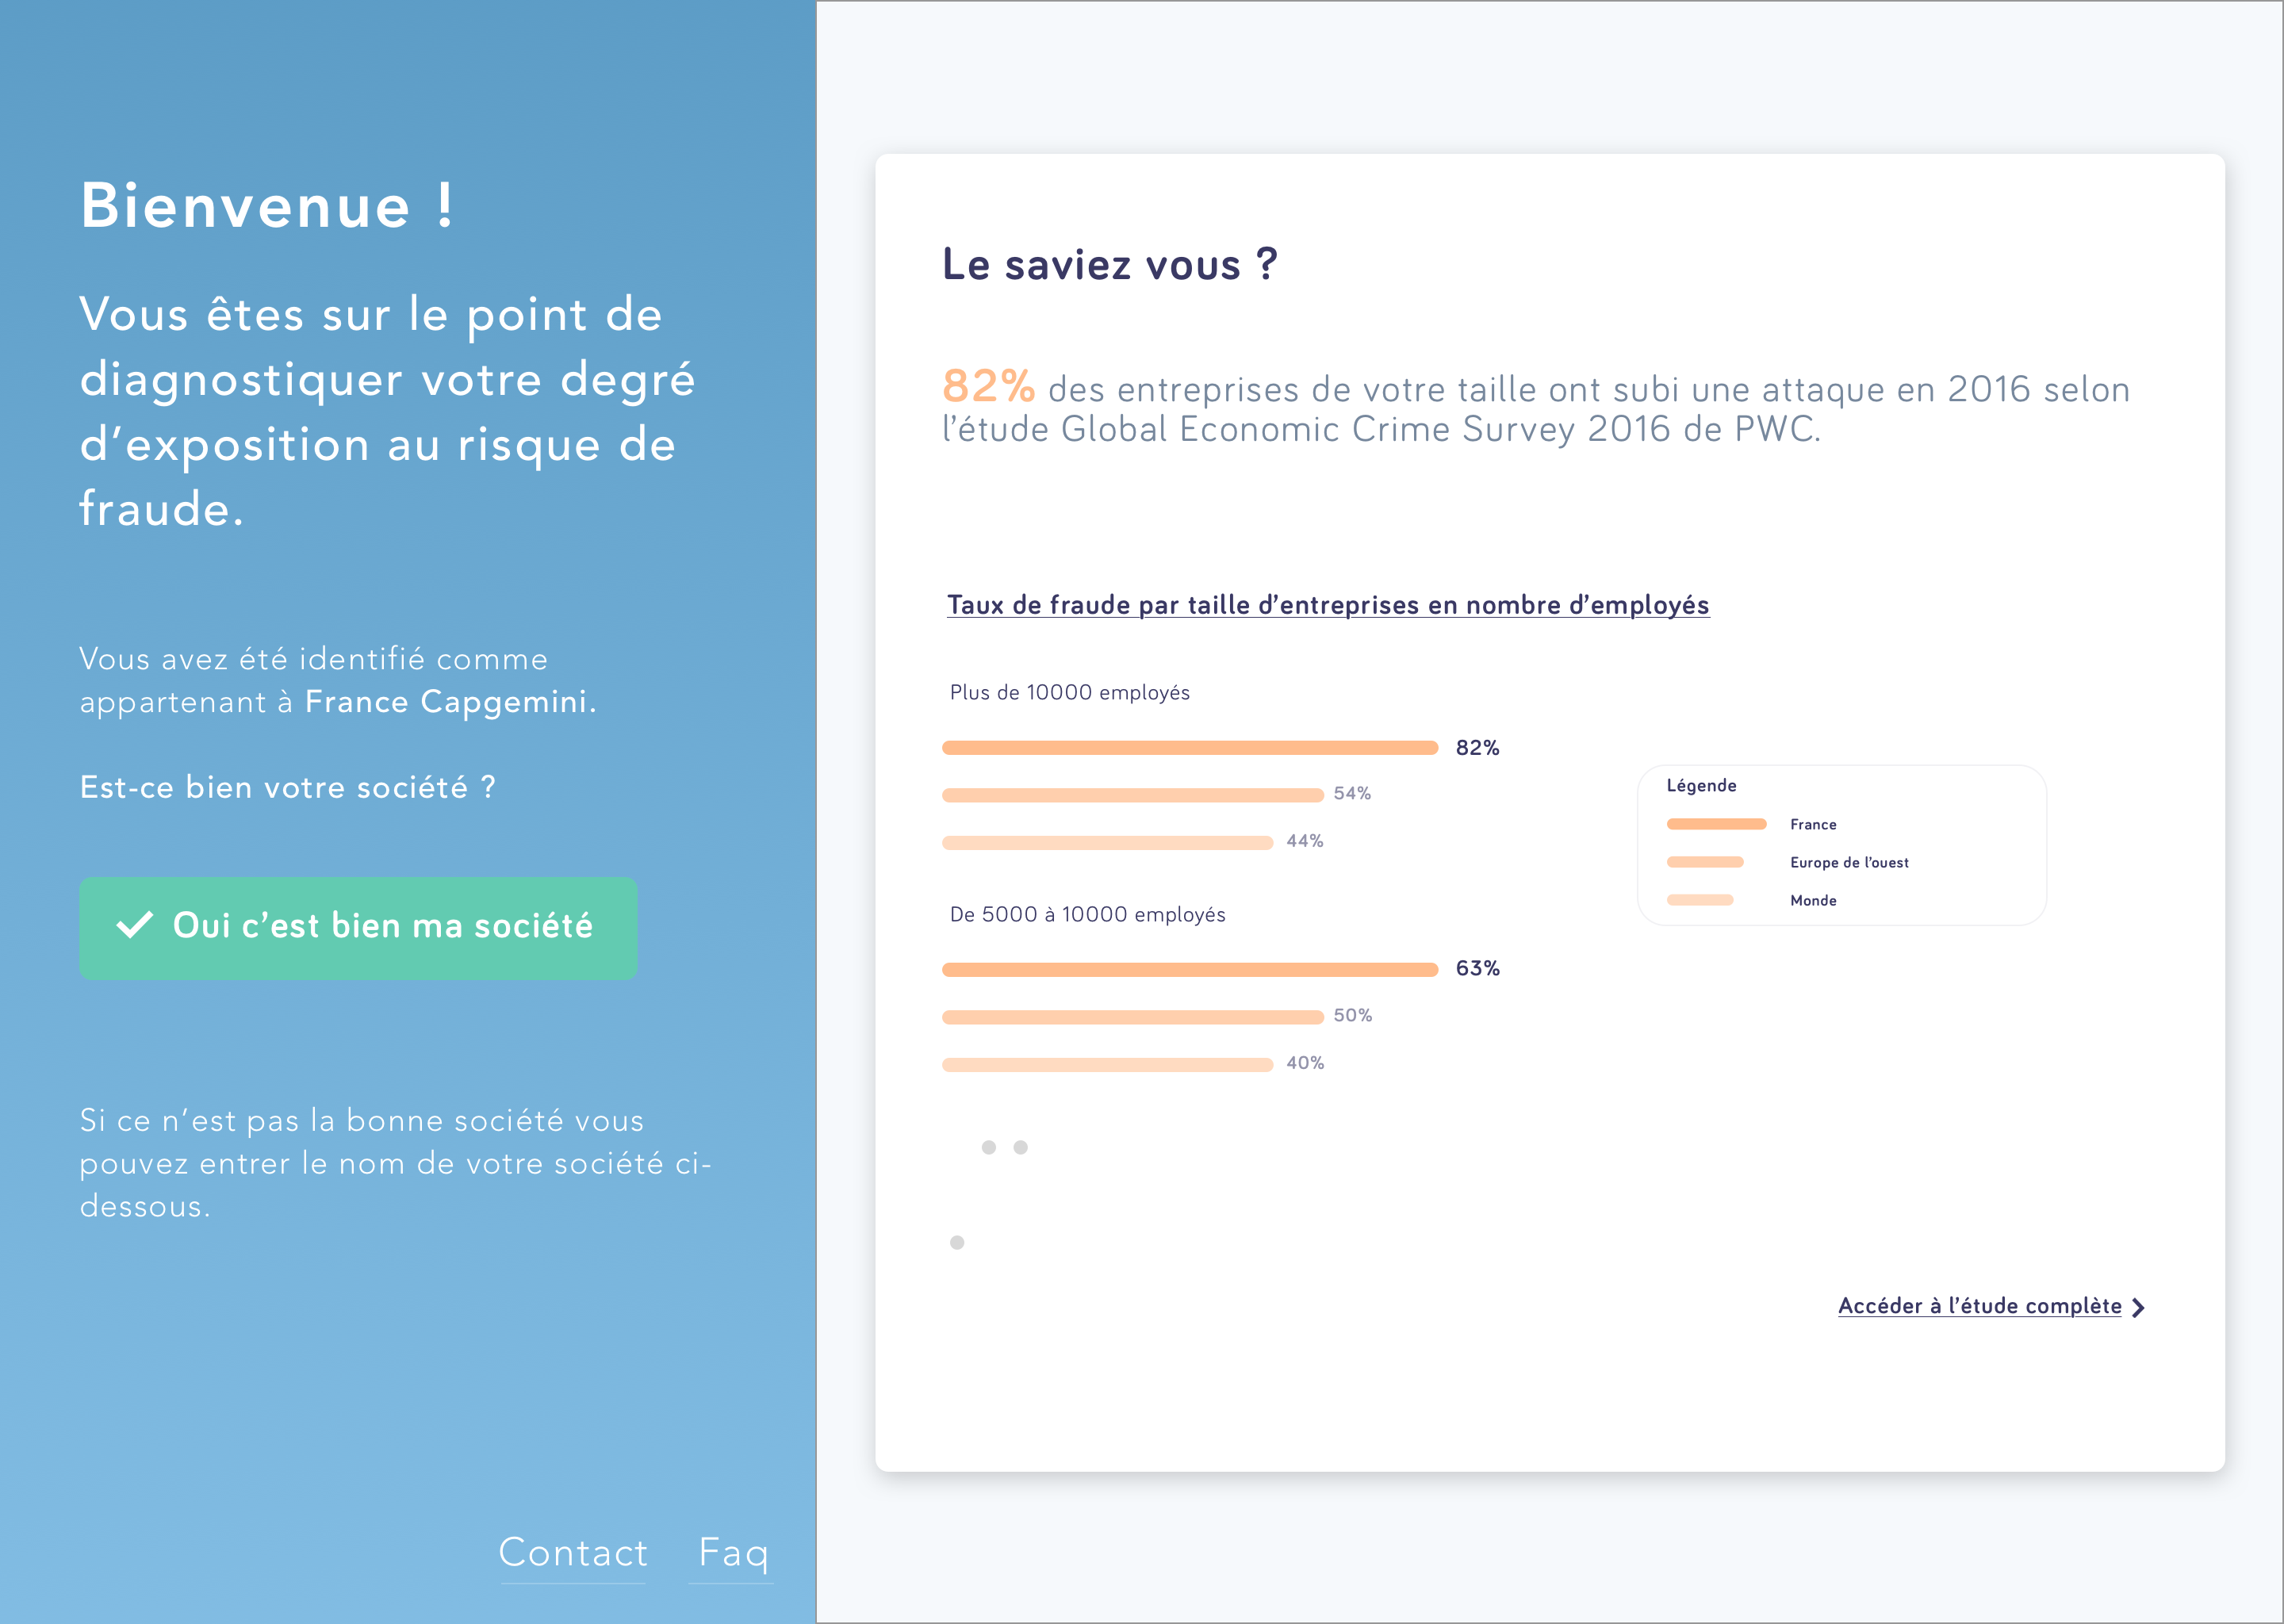 Bienvenue !
Vous êtes sur le point de
diagnostiquer votre degré
d’exposition au risque de
fraude.
Vous avez été identifié comme
appartenant à France Capgemini.
Est-ce bien votre société ?
Oui c’est bien ma société
Si ce n’est pas la bonne société vous
pouvez entrer le nom de votre société ci-
dessous.
Contact
Faq
Le saviez vous ?
82% des entreprises de votre taille ont subi une attaque en 2016 selon
l’étude Global Economic Crime Survey 2016 de PWC.
Taux de fraude par taille d’entreprises en nombre d’employés
Plus de 10000 employés
82%
54%
44%
De 5000 à 10000 employés
63%
50%
40%
Légende
France
Europe de l’ouest
Monde
Accéder à l’étude complète